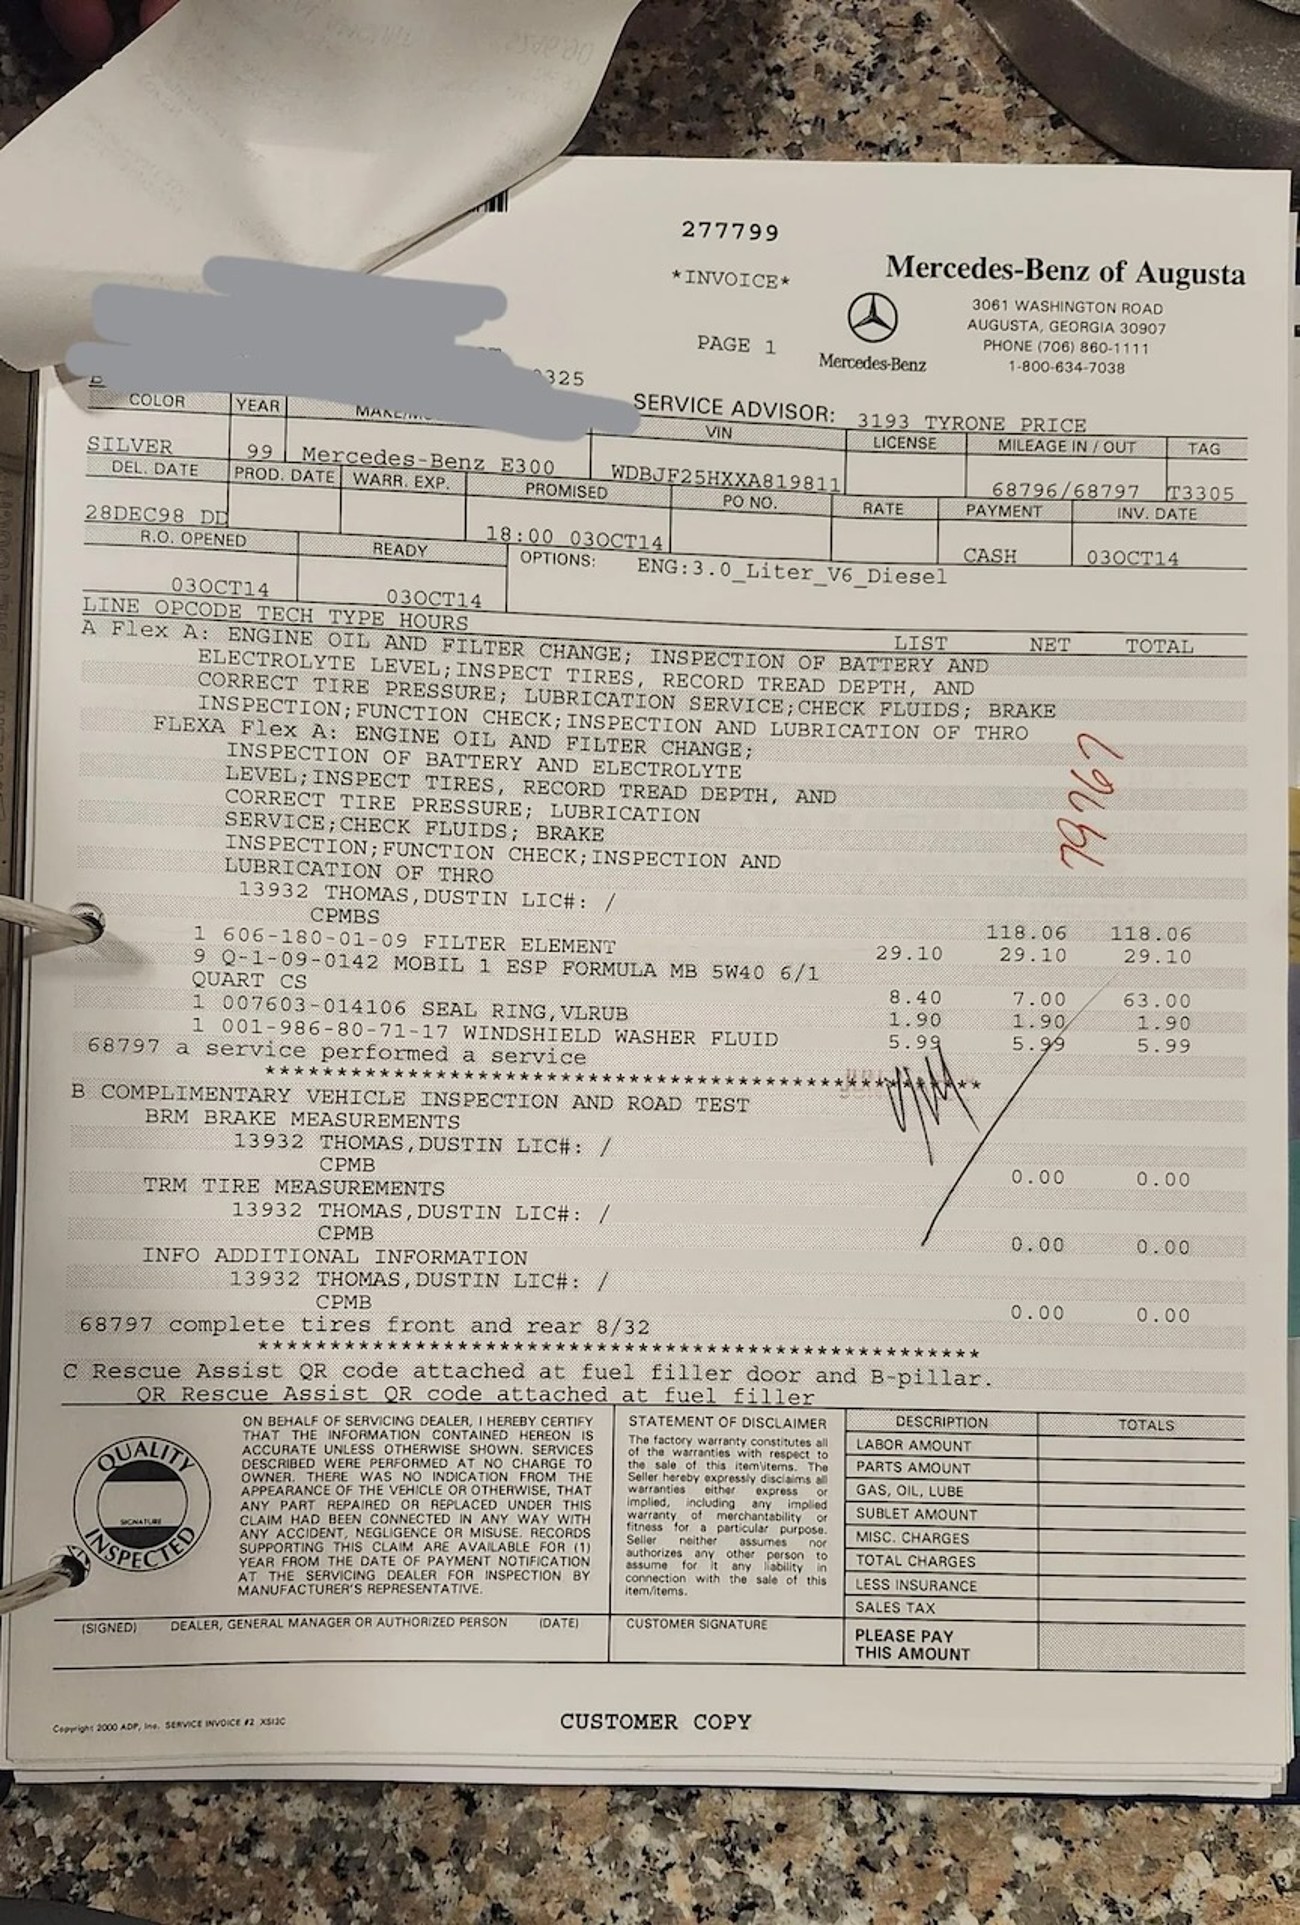 277799
*INVOICE*
PAGE 1
Mercedes-Benz of Augusta
3061 WASHINGTON ROAD
AUGUSTA, GEORGIA 30907
PHONE (706) 860-1111
1-800-634-7038
Mercedes-Benz
325
SERVICE ADVISOR: 3193 TYRONE PRICE
COLOR YEAR VIN LICENSE MILEAGE IN / OUT TAG
SILVER 99 Mercedes-Benz E300 WDBJF25HXXA819811 68796/68797 T3305
DEL. DATE PROD. DATE WARR. EXP. PROMISED PO NO. RATE PAYMENT INV. DATE
28DEC98 DD 18:00 03OCT14 CASH 03OCT14
R.O. OPENED READY OPTIONS: ENG:3.0_Liter_V6_Diesel
03OCT14 03OCT14
LINE OPCODE TECH TYPE HOURS LIST NET TOTAL
A Flex A: ENGINE OIL AND FILTER CHANGE; INSPECTION OF BATTERY AND
ELECTROLYTE LEVEL;INSPECT TIRES, RECORD TREAD DEPTH, AND
CORRECT TIRE PRESSURE; LUBRICATION SERVICE;CHECK FLUIDS; BRAKE
INSPECTION;FUNCTION CHECK;INSPECTION AND LUBRICATION OF THRO
FLEXA Flex A: ENGINE OIL AND FILTER CHANGE;
INSPECTION OF BATTERY AND ELECTROLYTE
LEVEL;INSPECT TIRES, RECORD TREAD DEPTH, AND
CORRECT TIRE PRESSURE; LUBRICATION
SERVICE;CHECK FLUIDS; BRAKE
INSPECTION;FUNCTION CHECK;INSPECTION AND
LUBRICATION OF THRO
13932 THOMAS,DUSTIN LIC#: /
CPMBS 118.06 118.06
1 606-180-01-09 FILTER ELEMENT 29.10 29.10 29.10
9 Q-1-09-0142 MOBIL 1 ESP FORMULA MB 5W40 6/1
QUART CS 8.40 7.00 63.00
1 007603-014106 SEAL RING,VLRUB 1.90 1.90 1.90
1 001-986-80-71-17 WINDSHIELD WASHER FLUID 5.99 5.99 5.99
68797 a service performed a service
****************************************************
B COMPLIMENTARY VEHICLE INSPECTION AND ROAD TEST
BRM BRAKE MEASUREMENTS
13932 THOMAS,DUSTIN LIC#: /
CPMB 0.00 0.00
TRM TIRE MEASUREMENTS
13932 THOMAS,DUSTIN LIC#: /
CPMB 0.00 0.00
INFO ADDITIONAL INFORMATION
13932 THOMAS,DUSTIN LIC#: /
CPMB 0.00 0.00
68797 complete tires front and rear 8/32
****************************************************
C Rescue Assist QR code attached at fuel filler door and B-pillar.
QR Rescue Assist QR code attached at fuel filler
QUALITY
SIGNATURE
INSPECTED
ON BEHALF OF SERVICING DEALER, I HEREBY CERTIFY
THAT THE INFORMATION CONTAINED HEREON IS
ACCURATE UNLESS OTHERWISE SHOWN. SERVICES
DESCRIBED WERE PERFORMED AT NO CHARGE TO
OWNER. THERE WAS NO INDICATION FROM THE
APPEARANCE OF THE VEHICLE OR OTHERWISE, THAT
ANY PART REPAIRED OR REPLACED UNDER THIS
CLAIM HAD BEEN CONNECTED IN ANY WAY WITH
ANY ACCIDENT, NEGLIGENCE OR MISUSE. RECORDS
SUPPORTING THIS CLAIM ARE AVAILABLE FOR (1)
YEAR FROM THE DATE OF PAYMENT NOTIFICATION
AT THE SERVICING DEALER FOR INSPECTION BY
MANUFACTURER'S REPRESENTATIVE.
(SIGNED) DEALER, GENERAL MANAGER OR AUTHORIZED PERSON (DATE)
STATEMENT OF DISCLAIMER
The factory warranty constitutes all
of the warranties with respect to
the sale of this item\items. The
Seller hereby expressly disclaims all
warranties either express or
implied, including any implied
warranty of merchantability or
fitness for a particular purpose.
Seller neither assumes nor
authorizes any other person to
assume for it any liability in
connection with the sale of this
item/items.
CUSTOMER SIGNATURE
DESCRIPTION TOTALS
LABOR AMOUNT
PARTS AMOUNT
GAS, OIL, LUBE
SUBLET AMOUNT
MISC. CHARGES
TOTAL CHARGES
LESS INSURANCE
SALES TAX
PLEASE PAY
THIS AMOUNT
Copyright 2000 ADP, Inc. SERVICE INVOICE #2 XSI2C
CUSTOMER COPY